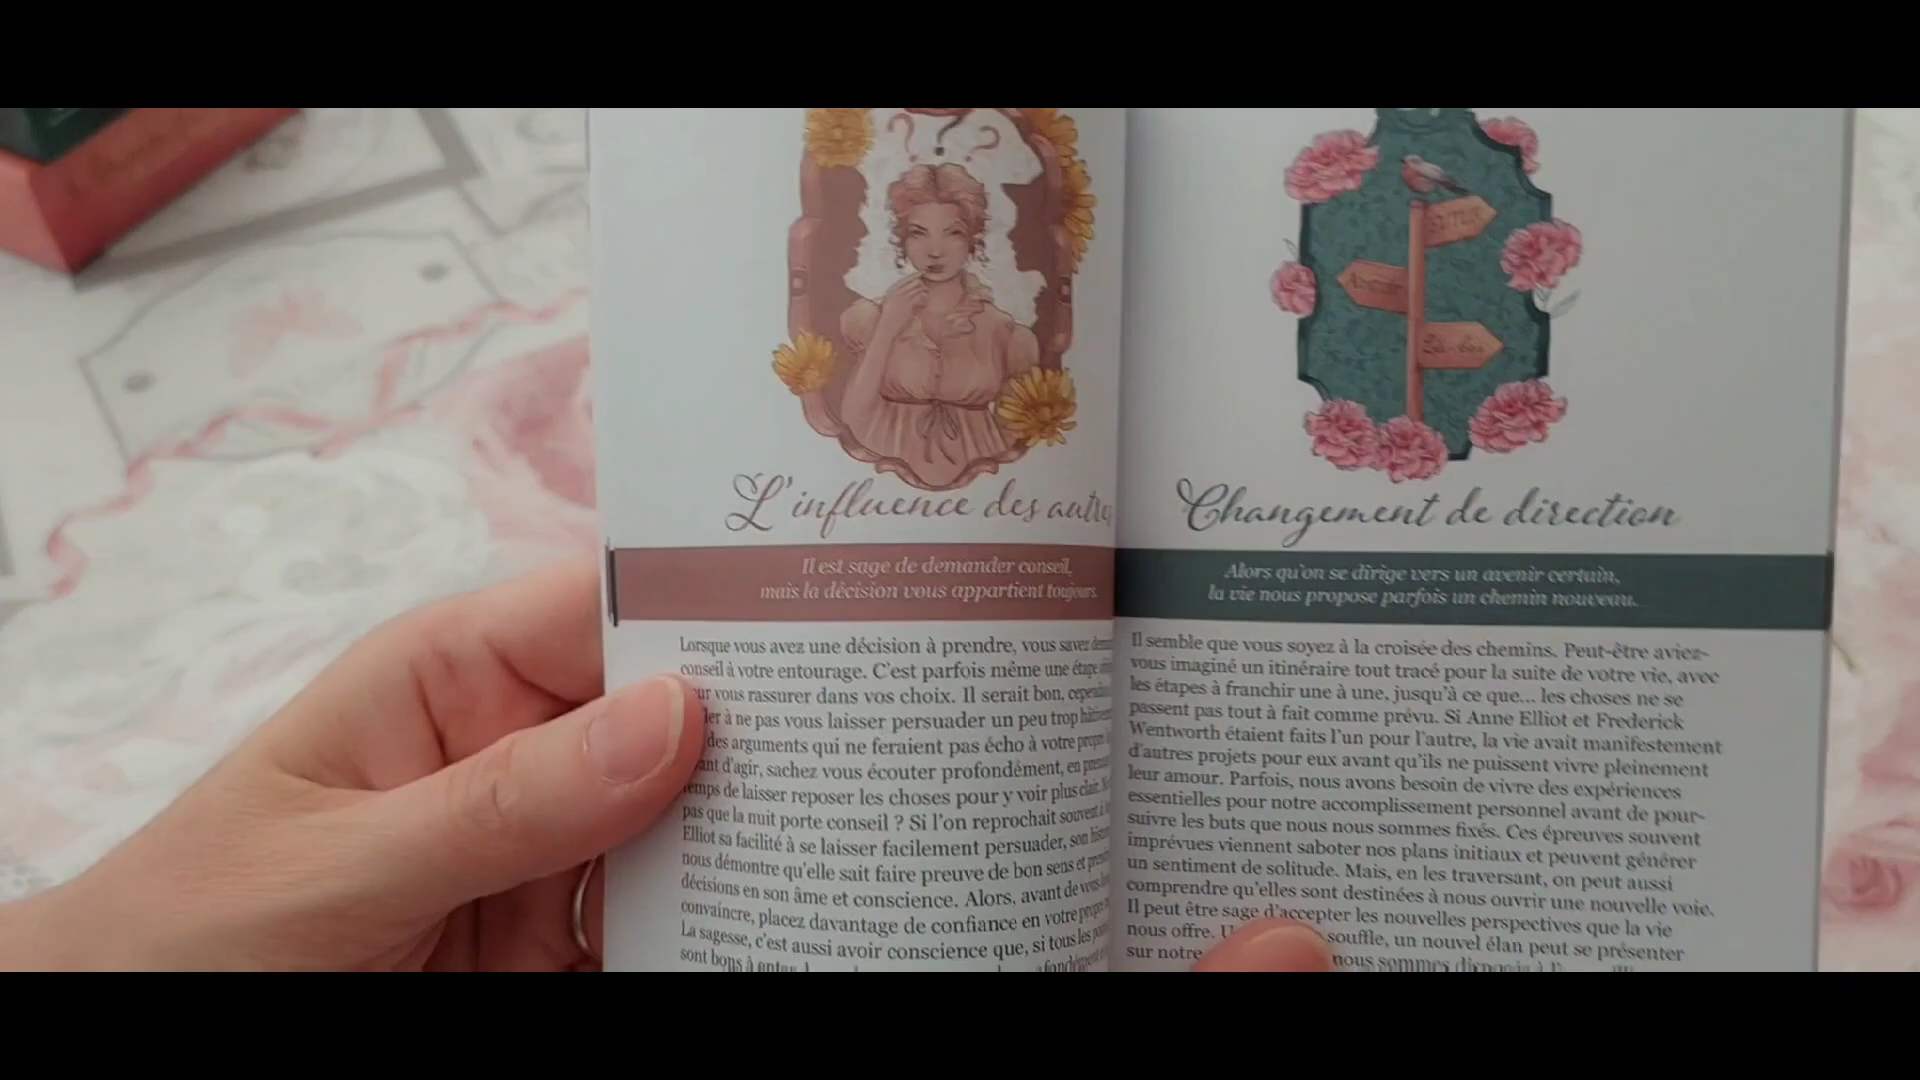 ? ?
L'influence des
Il est sage de demander conseil,
mais la décision vous appartient toujours.
Lorsque vous avez une décision à prendre, vous savez
conseil à votre entourage. C'est parfois même une étape
vous rassurer dans vos choix. Il serait bon,
à ne pas vous laisser persuader un peu trop
des arguments qui ne feraient pas écho à votre propre
d'agir, sachez vous écouter profondément, en
temps de laisser reposer les choses pour y voir plus clair.
pas que la nuit porte conseil ? Si l'on reprochait souvent à
Elliot sa facilité à se laisser facilement persuader, son
nous démontre qu'elle sait faire preuve de bon sens et
décisions en son âme et conscience. Alors, avant de vous
convaincre, placez davantage de confiance en votre propre
La sagesse, c'est aussi avoir conscience que, si tous les
sont bons à
Là-bas
Changement de direction
Alors qu'on se dirige vers un avenir certain,
la vie nous propose parfois un chemin nouveau.
Il semble que vous soyez à la croisée des chemins. Peut-être aviez-
vous imaginé un itinéraire tout tracé pour la suite de votre vie, avec
les étapes à franchir une à une, jusqu'à ce que... les choses ne se
passent pas tout à fait comme prévu. Si Anne Elliot et Frederick
Wentworth étaient faits l'un pour l'autre, la vie avait manifestement
d'autres projets pour eux avant qu'ils ne puissent vivre pleinement
leur amour. Parfois, nous avons besoin de vivre des expériences
essentielles pour notre accomplissement personnel avant de pour-
suivre les buts que nous nous sommes fixés. Ces épreuves souvent
imprévues viennent saboter nos plans initiaux et peuvent générer
un sentiment de solitude. Mais, en les traversant, on peut aussi
comprendre qu'elles sont destinées à nous ouvrir une nouvelle voie.
Il peut être sage d'accepter les nouvelles perspectives que la vie
nous offre. souffle, un nouvel élan peut se présenter
sur notre nous sommes